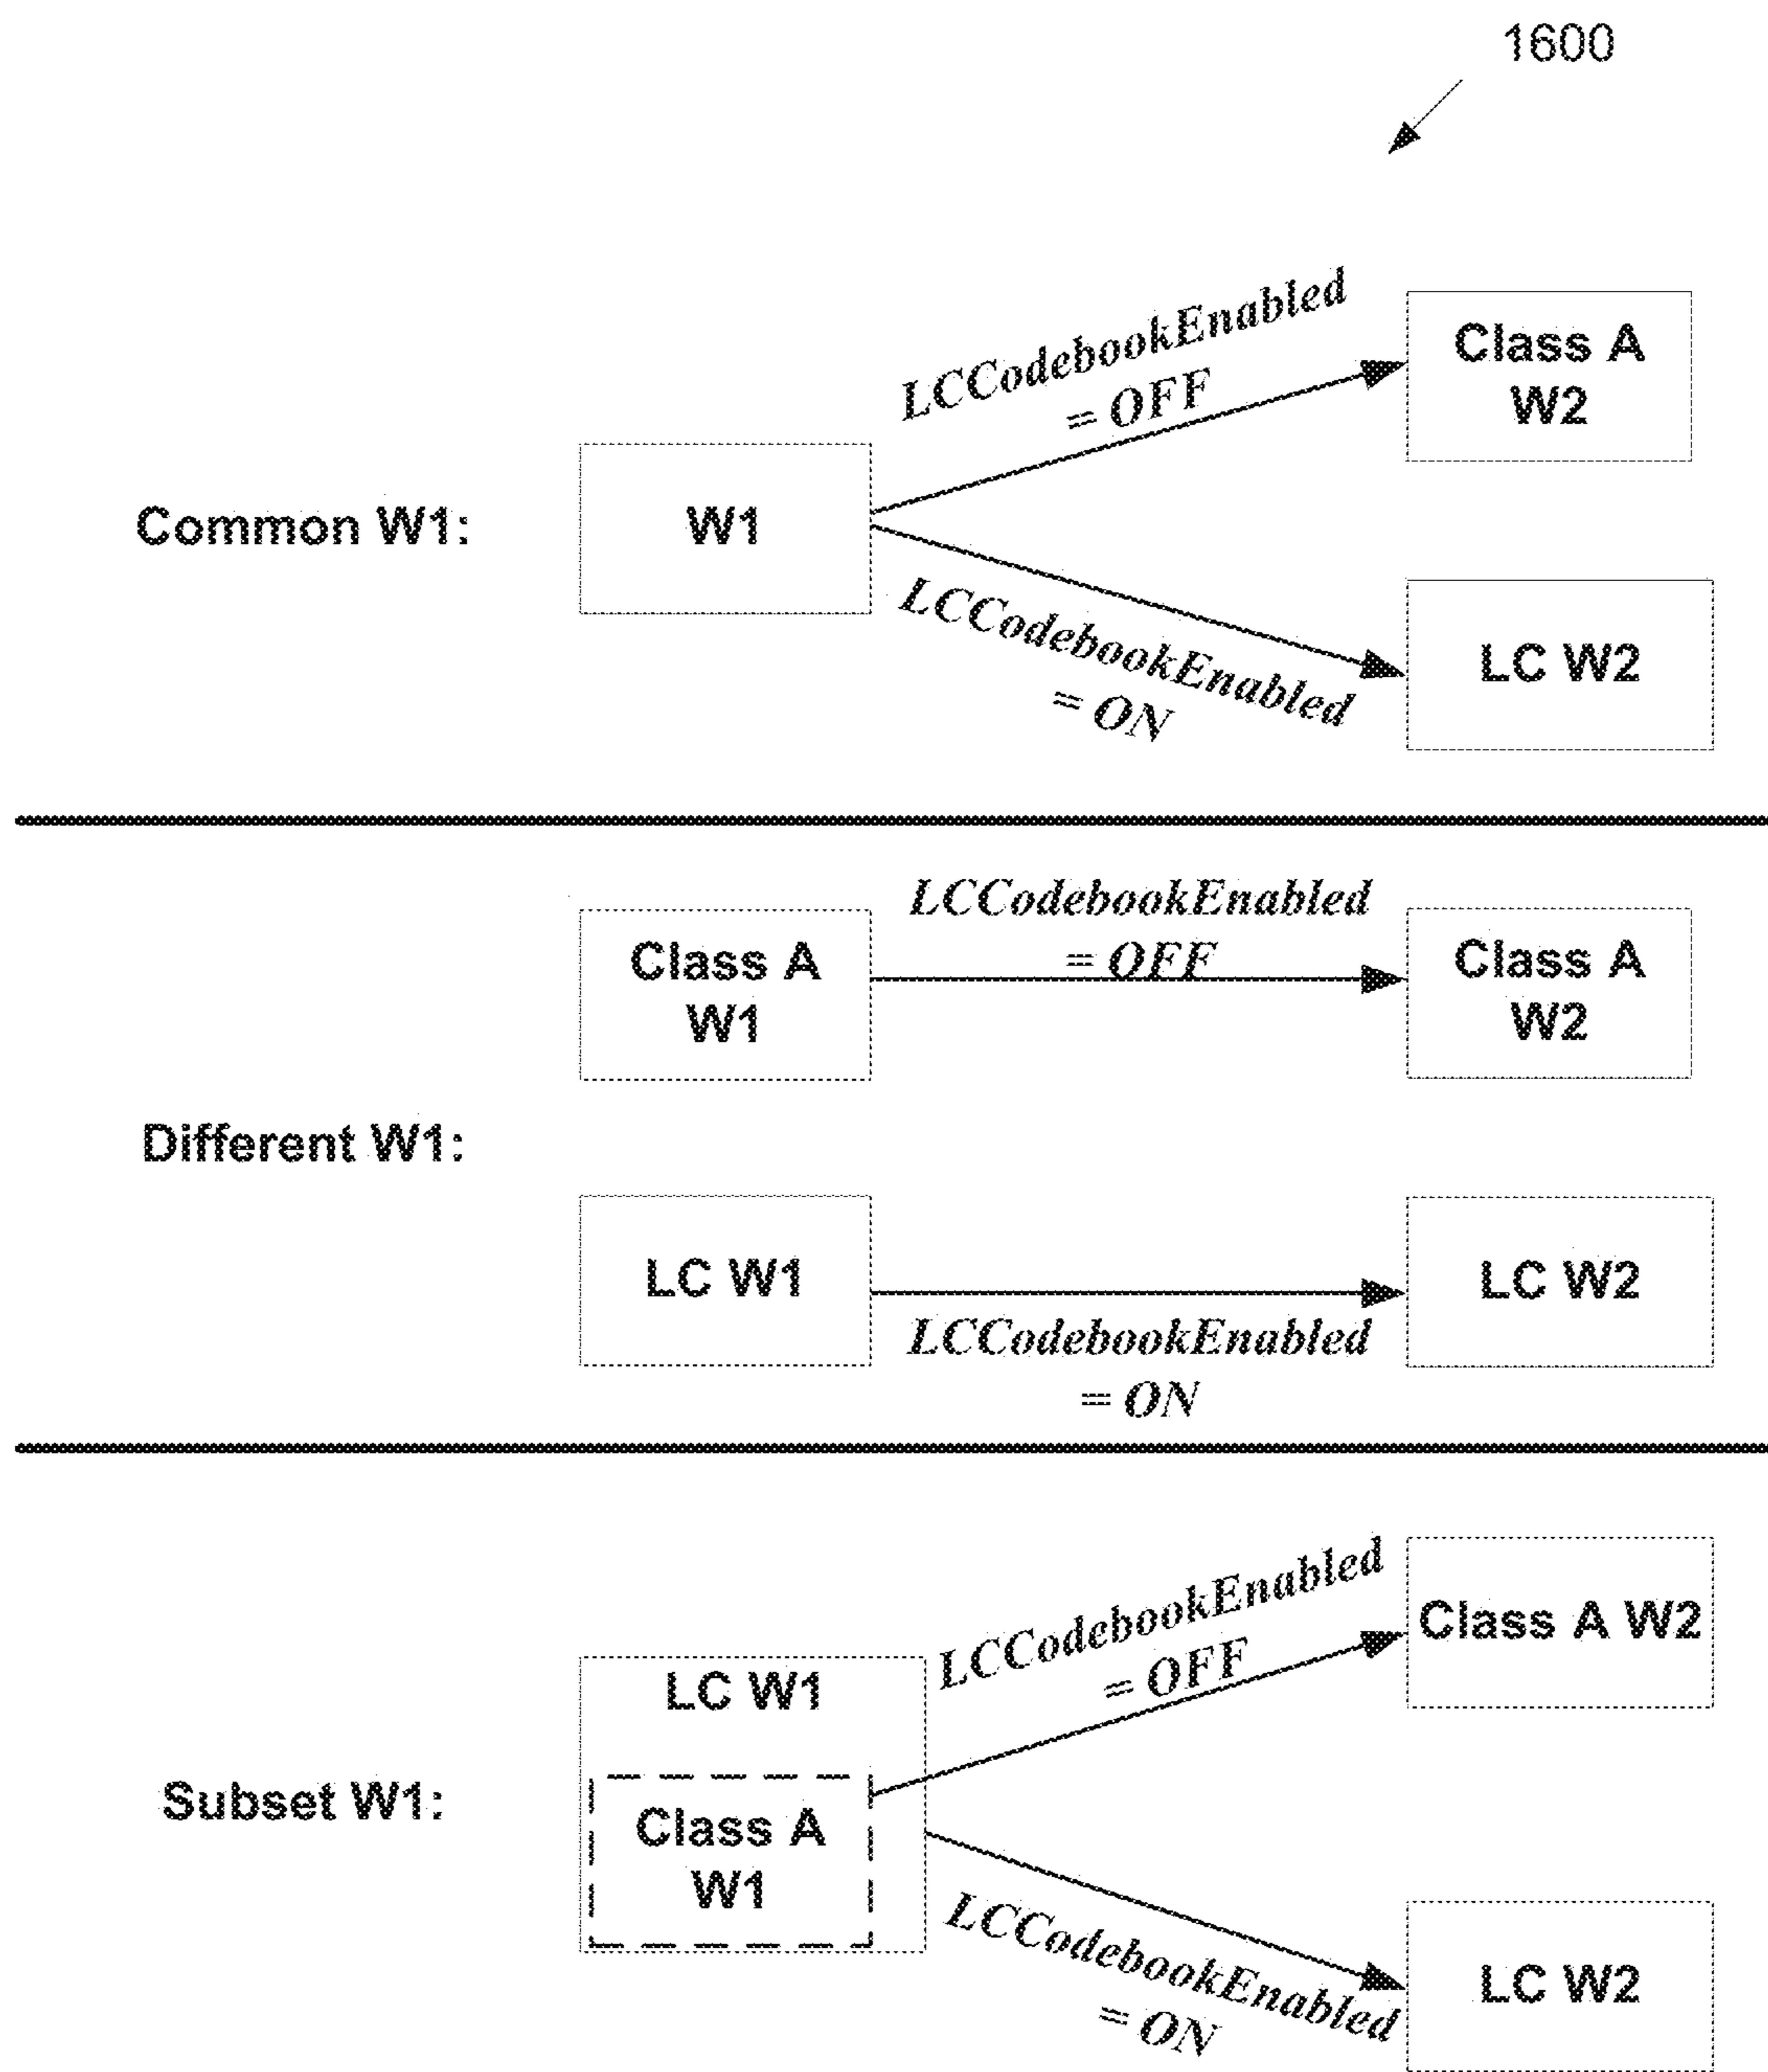 1600
LCCodebookEnabled
= OFF
Class A
W2
Common W1:
W1
LCCodebookEnabled
= ON
LC W2
Class A
W1
LCCodebookEnabled
= OFF
Class A
W2
Different W1:
LC W1
LCCodebookEnabled
= ON
LC W2
LCCodebookEnabled
= OFF
Class A W2
LC W1
Subset W1:
Class A
W1
LCCodebookEnabled
= ON
LC W2